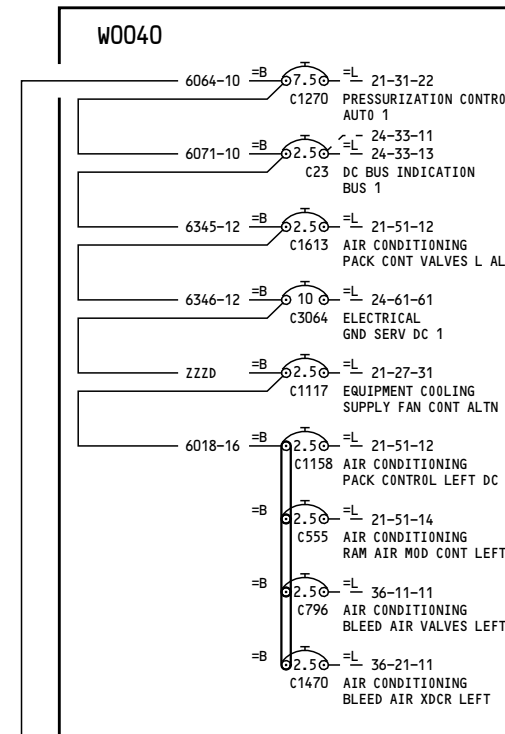 W0040
6064-10 =B 7.5 =L 21-31-22
C1270 PRESSURIZATION CONTRO
AUTO 1
24-33-11
6071-10 =B 2.5 =L 24-33-13
C23 DC BUS INDICATION
BUS 1
6345-12 =B 2.5 =L 21-51-12
C1613 AIR CONDITIONING
PACK CONT VALVES L AL
6346-12 =B 10 =L 24-61-61
C3064 ELECTRICAL
GND SERV DC 1
ZZZD =B 2.5 =L 21-27-31
C1117 EQUIPMENT COOLING
SUPPLY FAN CONT ALTN
6018-16 =B 2.5 =L 21-51-12
C1158 AIR CONDITIONING
PACK CONTROL LEFT DC
=B 2.5 =L 21-51-14
C555 AIR CONDITIONING
RAM AIR MOD CONT LEFT
=B 2.5 =L 36-11-11
C796 AIR CONDITIONING
BLEED AIR VALVES LEFT
=B 2.5 =L 36-21-11
C1470 AIR CONDITIONING
BLEED AIR XDCR LEFT